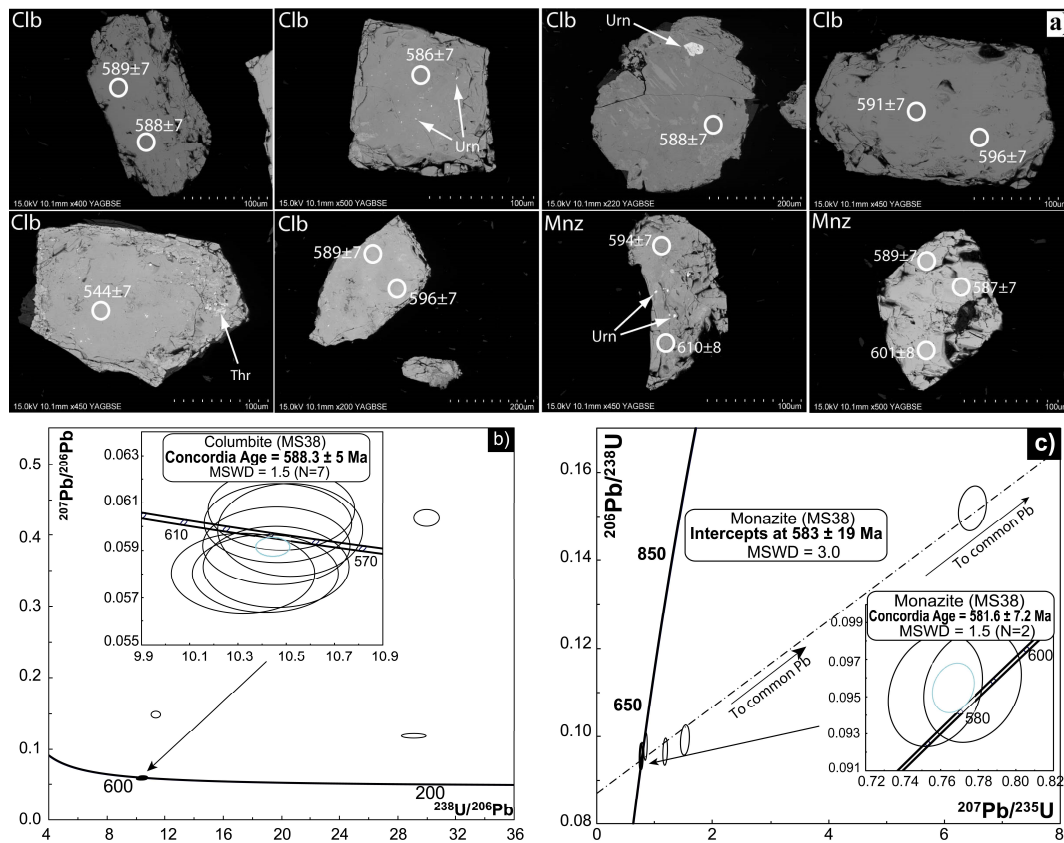 Clb
589±7
588±7
15.0kV 10.1mm x400 YAGBSE
100um
Clb
586±7
Urn
15.0kV 10.1mm x500 YAGBSE
100um
Clb
Urn
588±7
15.0kV 10.1mm x220 YAGBSE
200um
Clb
a)
591±7
596±7
15.0kV 10.1mm x450 YAGBSE
100um
Clb
544±7
Thr
15.0kV 10.1mm x450 YAGBSE
100um
Clb
589±7
596±7
15.0kV 10.1mm x200 YAGBSE
200um
Mnz
594±7
Urn
610±8
15.0kV 10.1mm x450 YAGBSE
100um
Mnz
589±7
587±7
601±8
15.0kV 10.1mm x500 YAGBSE
100um
b)
²⁰⁷Pb/²⁰⁶Pb
0.5
0.4
0.3
0.2
0.1
0.0
4
8
12
16
20
24
28
32
36
²³⁸U/²⁰⁶Pb
600
200
Columbite (MS38)
Concordia Age = 588.3 ± 5 Ma
MSWD = 1.5 (N=7)
0.063
0.061
0.059
0.057
0.055
610
570
9.9
10.1
10.3
10.5
10.7
10.9
c)
²⁰⁶Pb/²³⁸U
0.16
0.14
0.12
0.10
0.08
0
2
4
6
8
²⁰⁷Pb/²³⁵U
850
650
Monazite (MS38)
Intercepts at 583 ± 19 Ma
MSWD = 3.0
To common Pb
To common Pb
Monazite (MS38)
Concordia Age = 581.6 ± 7.2 Ma
MSWD = 1.5 (N=2)
0.099
0.097
0.095
0.093
0.091
600
580
0.72
0.74
0.76
0.78
0.80
0.82